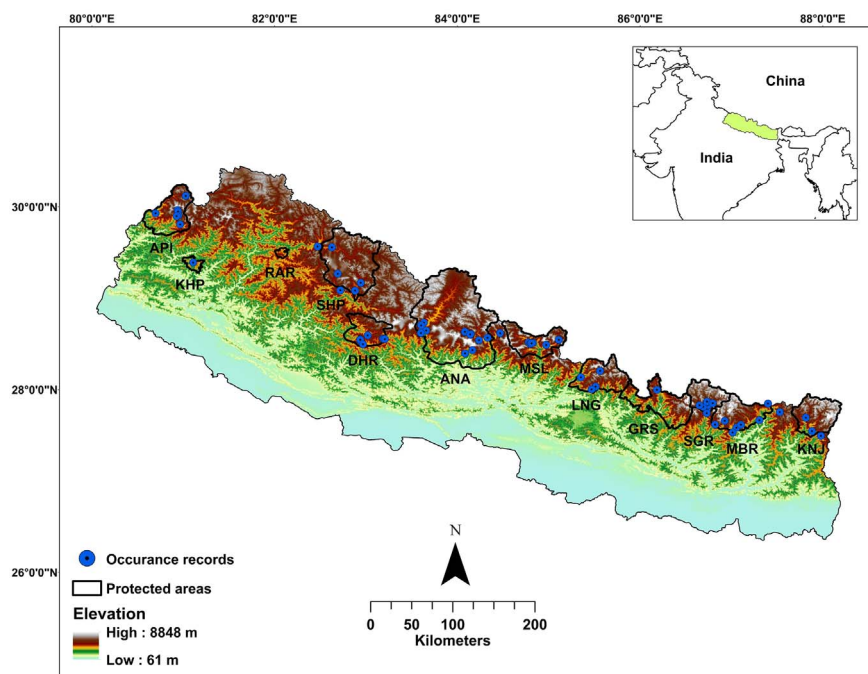 80°0'0"E 82°0'0"E 84°0'0"E 86°0'0"E 88°0'0"E
China
India
30°0'0"N
API
KHP
RAR
SHP
DHR
ANA
MSL
28°0'0"N
LNG
GRS
SGR
MBR
KNJ
N
26°0'0"N
Occurance records
Protected areas
Elevation
High : 8848 m
Low : 61 m
0 50 100 150 200
Kilometers